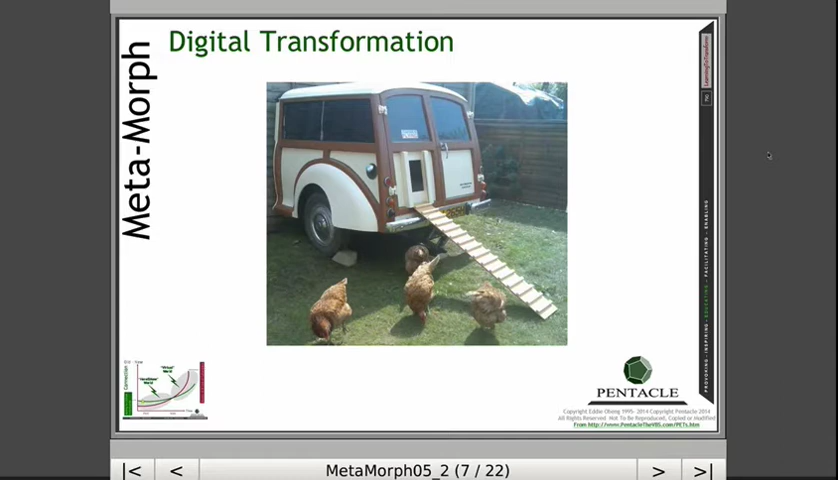 Digital Transformation
Meta-Morph
PROVOKING - INSPIRING - EDUCATING - FACILITATING - ENABLING
PENTACLE
Copyright Eddie Obeng 1995- 2014 Copyright Pentacle 2014
All Rights Reserved Not To Be Reproduced, Copied or Modified
From http://www.PentacleTheVBS.com/PETs.htm
|< < MetaMorph05_2 (7 / 22) > >|